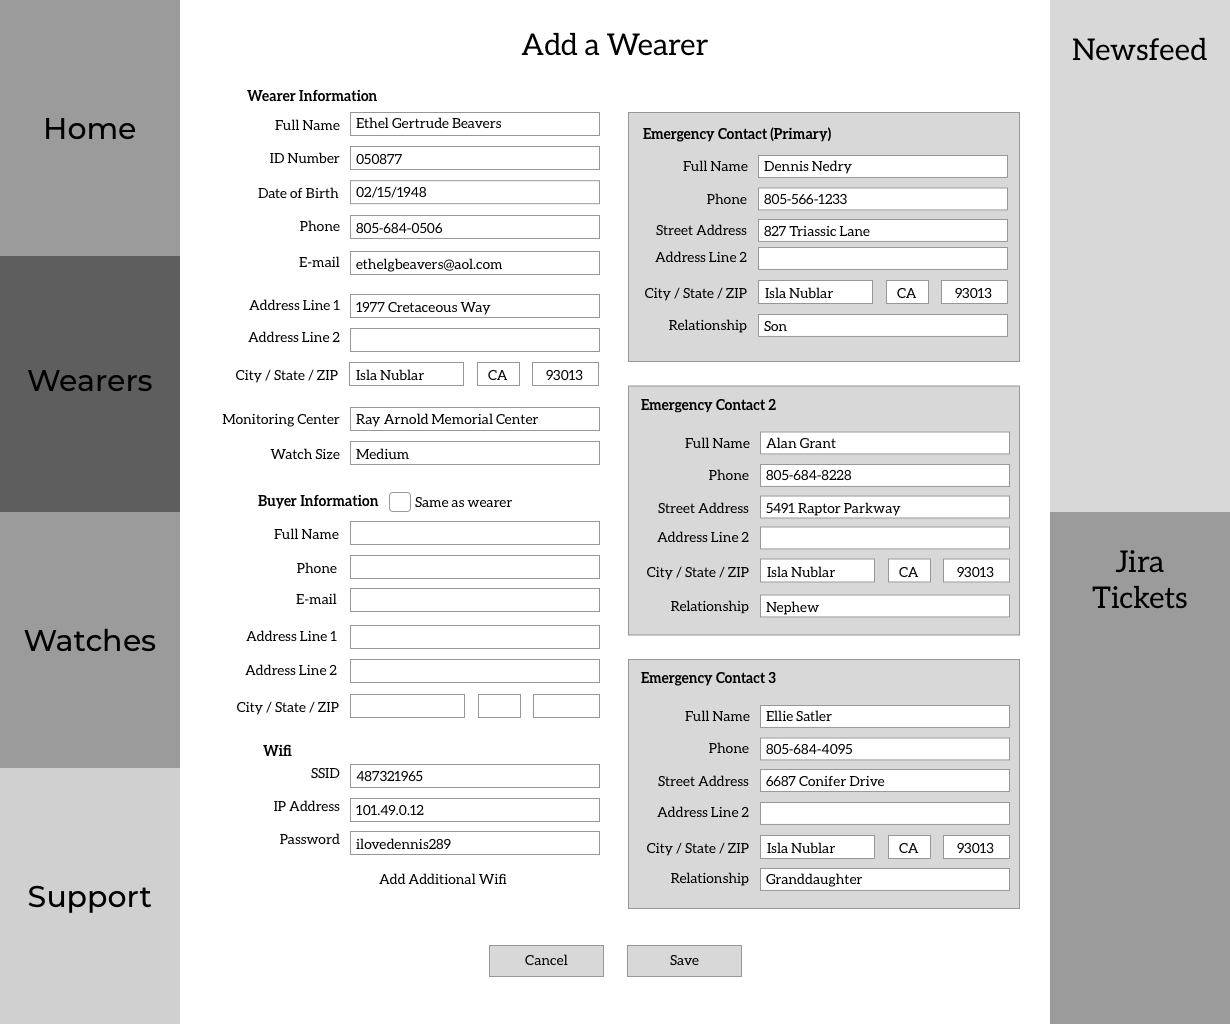 Add a Wearer
Home
Wearers
Watches
Support
Wearer Information
Full Name Ethel Gertrude Beavers
ID Number 050877
Date of Birth 02/15/1948
Phone 805-684-0506
E-mail ethelgbeavers@aol.com
Address Line 1 1977 Cretaceous Way
Address Line 2
City / State / ZIP Isla Nublar CA 93013
Monitoring Center Ray Arnold Memorial Center
Watch Size Medium
Buyer Information Same as wearer
Full Name
Phone
E-mail
Address Line 1
Address Line 2
City / State / ZIP
Wifi
SSID 487321965
IP Address 101.49.0.12
Password ilovedennis289
Add Additional Wifi
Emergency Contact (Primary)
Full Name Dennis Nedry
Phone 805-566-1233
Street Address 827 Triassic Lane
Address Line 2
City / State / ZIP Isla Nublar CA 93013
Relationship Son
Emergency Contact 2
Full Name Alan Grant
Phone 805-684-8228
Street Address 5491 Raptor Parkway
Address Line 2
City / State / ZIP Isla Nublar CA 93013
Relationship Nephew
Emergency Contact 3
Full Name Ellie Satler
Phone 805-684-4095
Street Address 6687 Conifer Drive
Address Line 2
City / State / ZIP Isla Nublar CA 93013
Relationship Granddaughter
Cancel Save
Newsfeed
Jira
Tickets